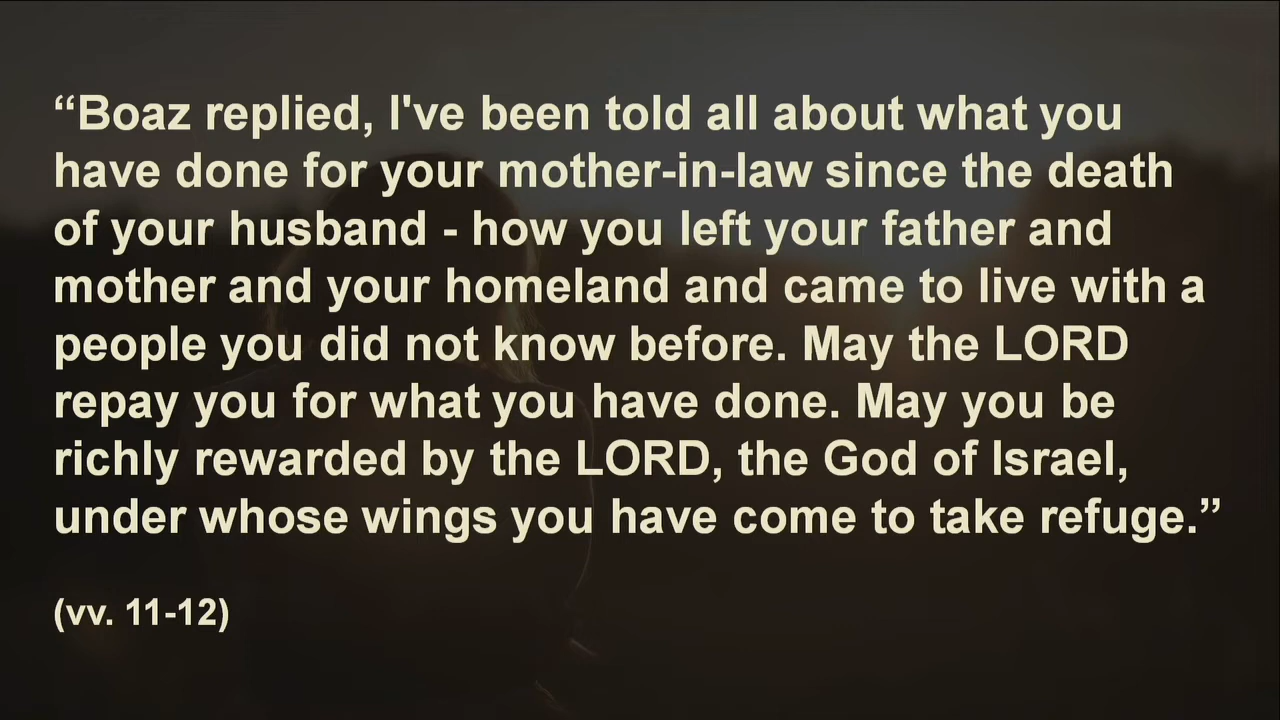 “Boaz replied, I've been told all about what you
have done for your mother-in-law since the death
of your husband - how you left your father and
mother and your homeland and came to live with a
people you did not know before. May the LORD
repay you for what you have done. May you be
richly rewarded by the LORD, the God of Israel,
under whose wings you have come to take refuge.”
(vv. 11-12)